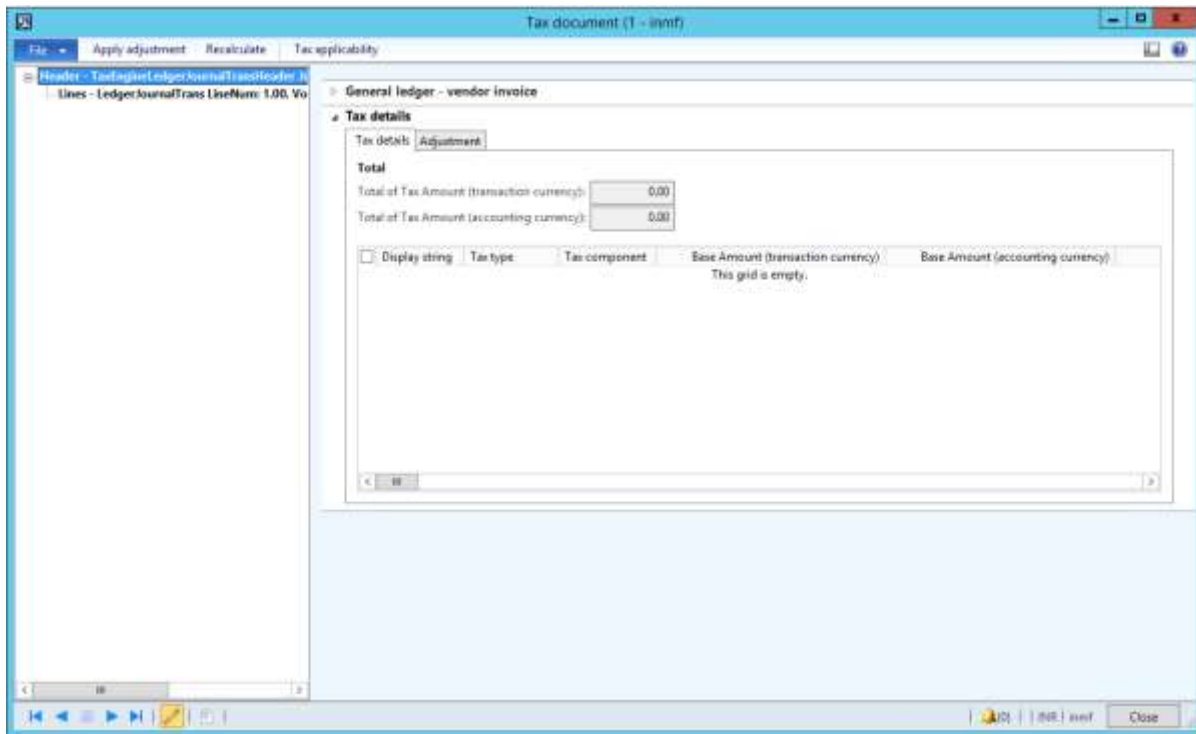 Tax document (1 - inmf)
File Apply adjustment Recalculate Tax applicability
Header - TaxEngineLedgerJournalTransHeader
Lines - LedgerJournalTrans LineNum: 1.00, Vo
General ledger - vendor invoice
Tax details
Tax details Adjustment
Total
Total of Tax Amount (transaction currency): 0.00
Total of Tax Amount (accounting currency): 0.00
Display string Tax type Tax component Base Amount (transaction currency) Base Amount (accounting currency)
This grid is empty.
(0) INR inmf Close